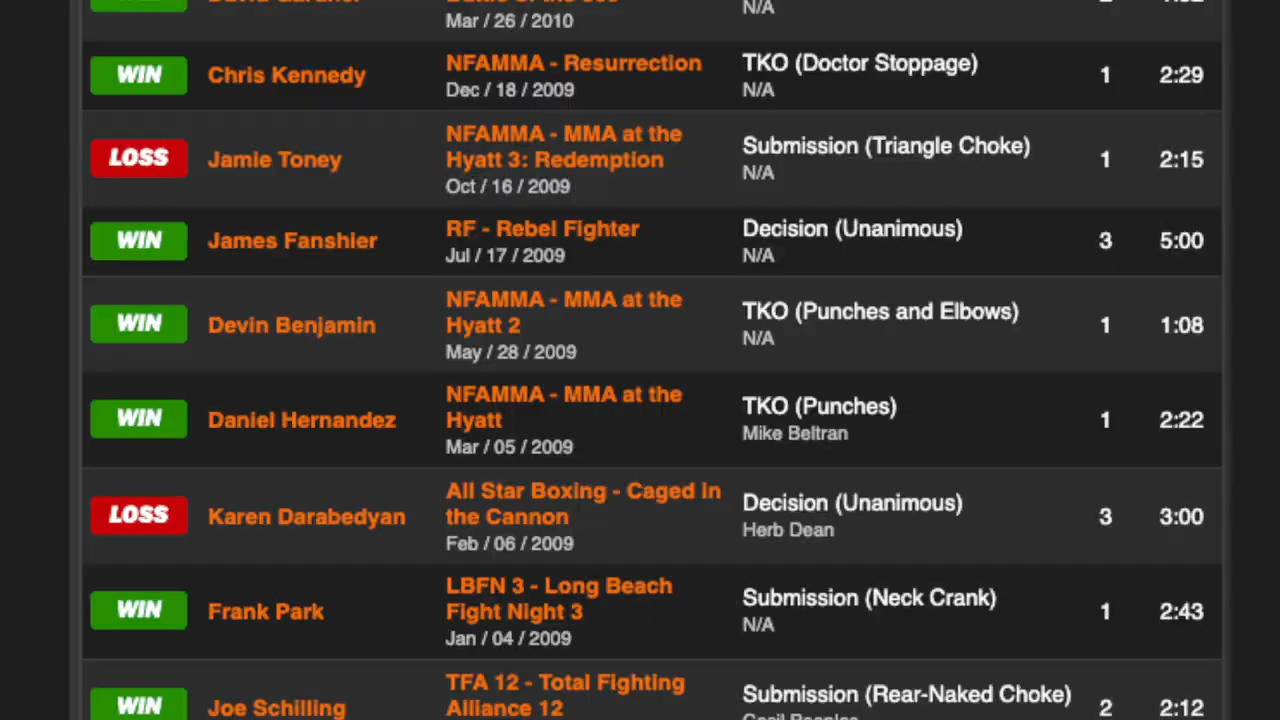 Mar / 26 / 2010
N/A
WIN
Chris Kennedy
NFAMMA - Resurrection
Dec / 18 / 2009
TKO (Doctor Stoppage)
N/A
1
2:29
LOSS
Jamie Toney
NFAMMA - MMA at the
Hyatt 3: Redemption
Oct / 16 / 2009
Submission (Triangle Choke)
N/A
1
2:15
WIN
James Fanshier
RF - Rebel Fighter
Jul / 17 / 2009
Decision (Unanimous)
N/A
3
5:00
WIN
Devin Benjamin
NFAMMA - MMA at the
Hyatt 2
May / 28 / 2009
TKO (Punches and Elbows)
N/A
1
1:08
WIN
Daniel Hernandez
NFAMMA - MMA at the
Hyatt
Mar / 05 / 2009
TKO (Punches)
Mike Beltran
1
2:22
LOSS
Karen Darabedyan
All Star Boxing - Caged in
the Cannon
Feb / 06 / 2009
Decision (Unanimous)
Herb Dean
3
3:00
WIN
Frank Park
LBFN 3 - Long Beach
Fight Night 3
Jan / 04 / 2009
Submission (Neck Crank)
N/A
1
2:43
WIN
Joe Schilling
TFA 12 - Total Fighting
Alliance 12
Submission (Rear-Naked Choke)
2
2:12